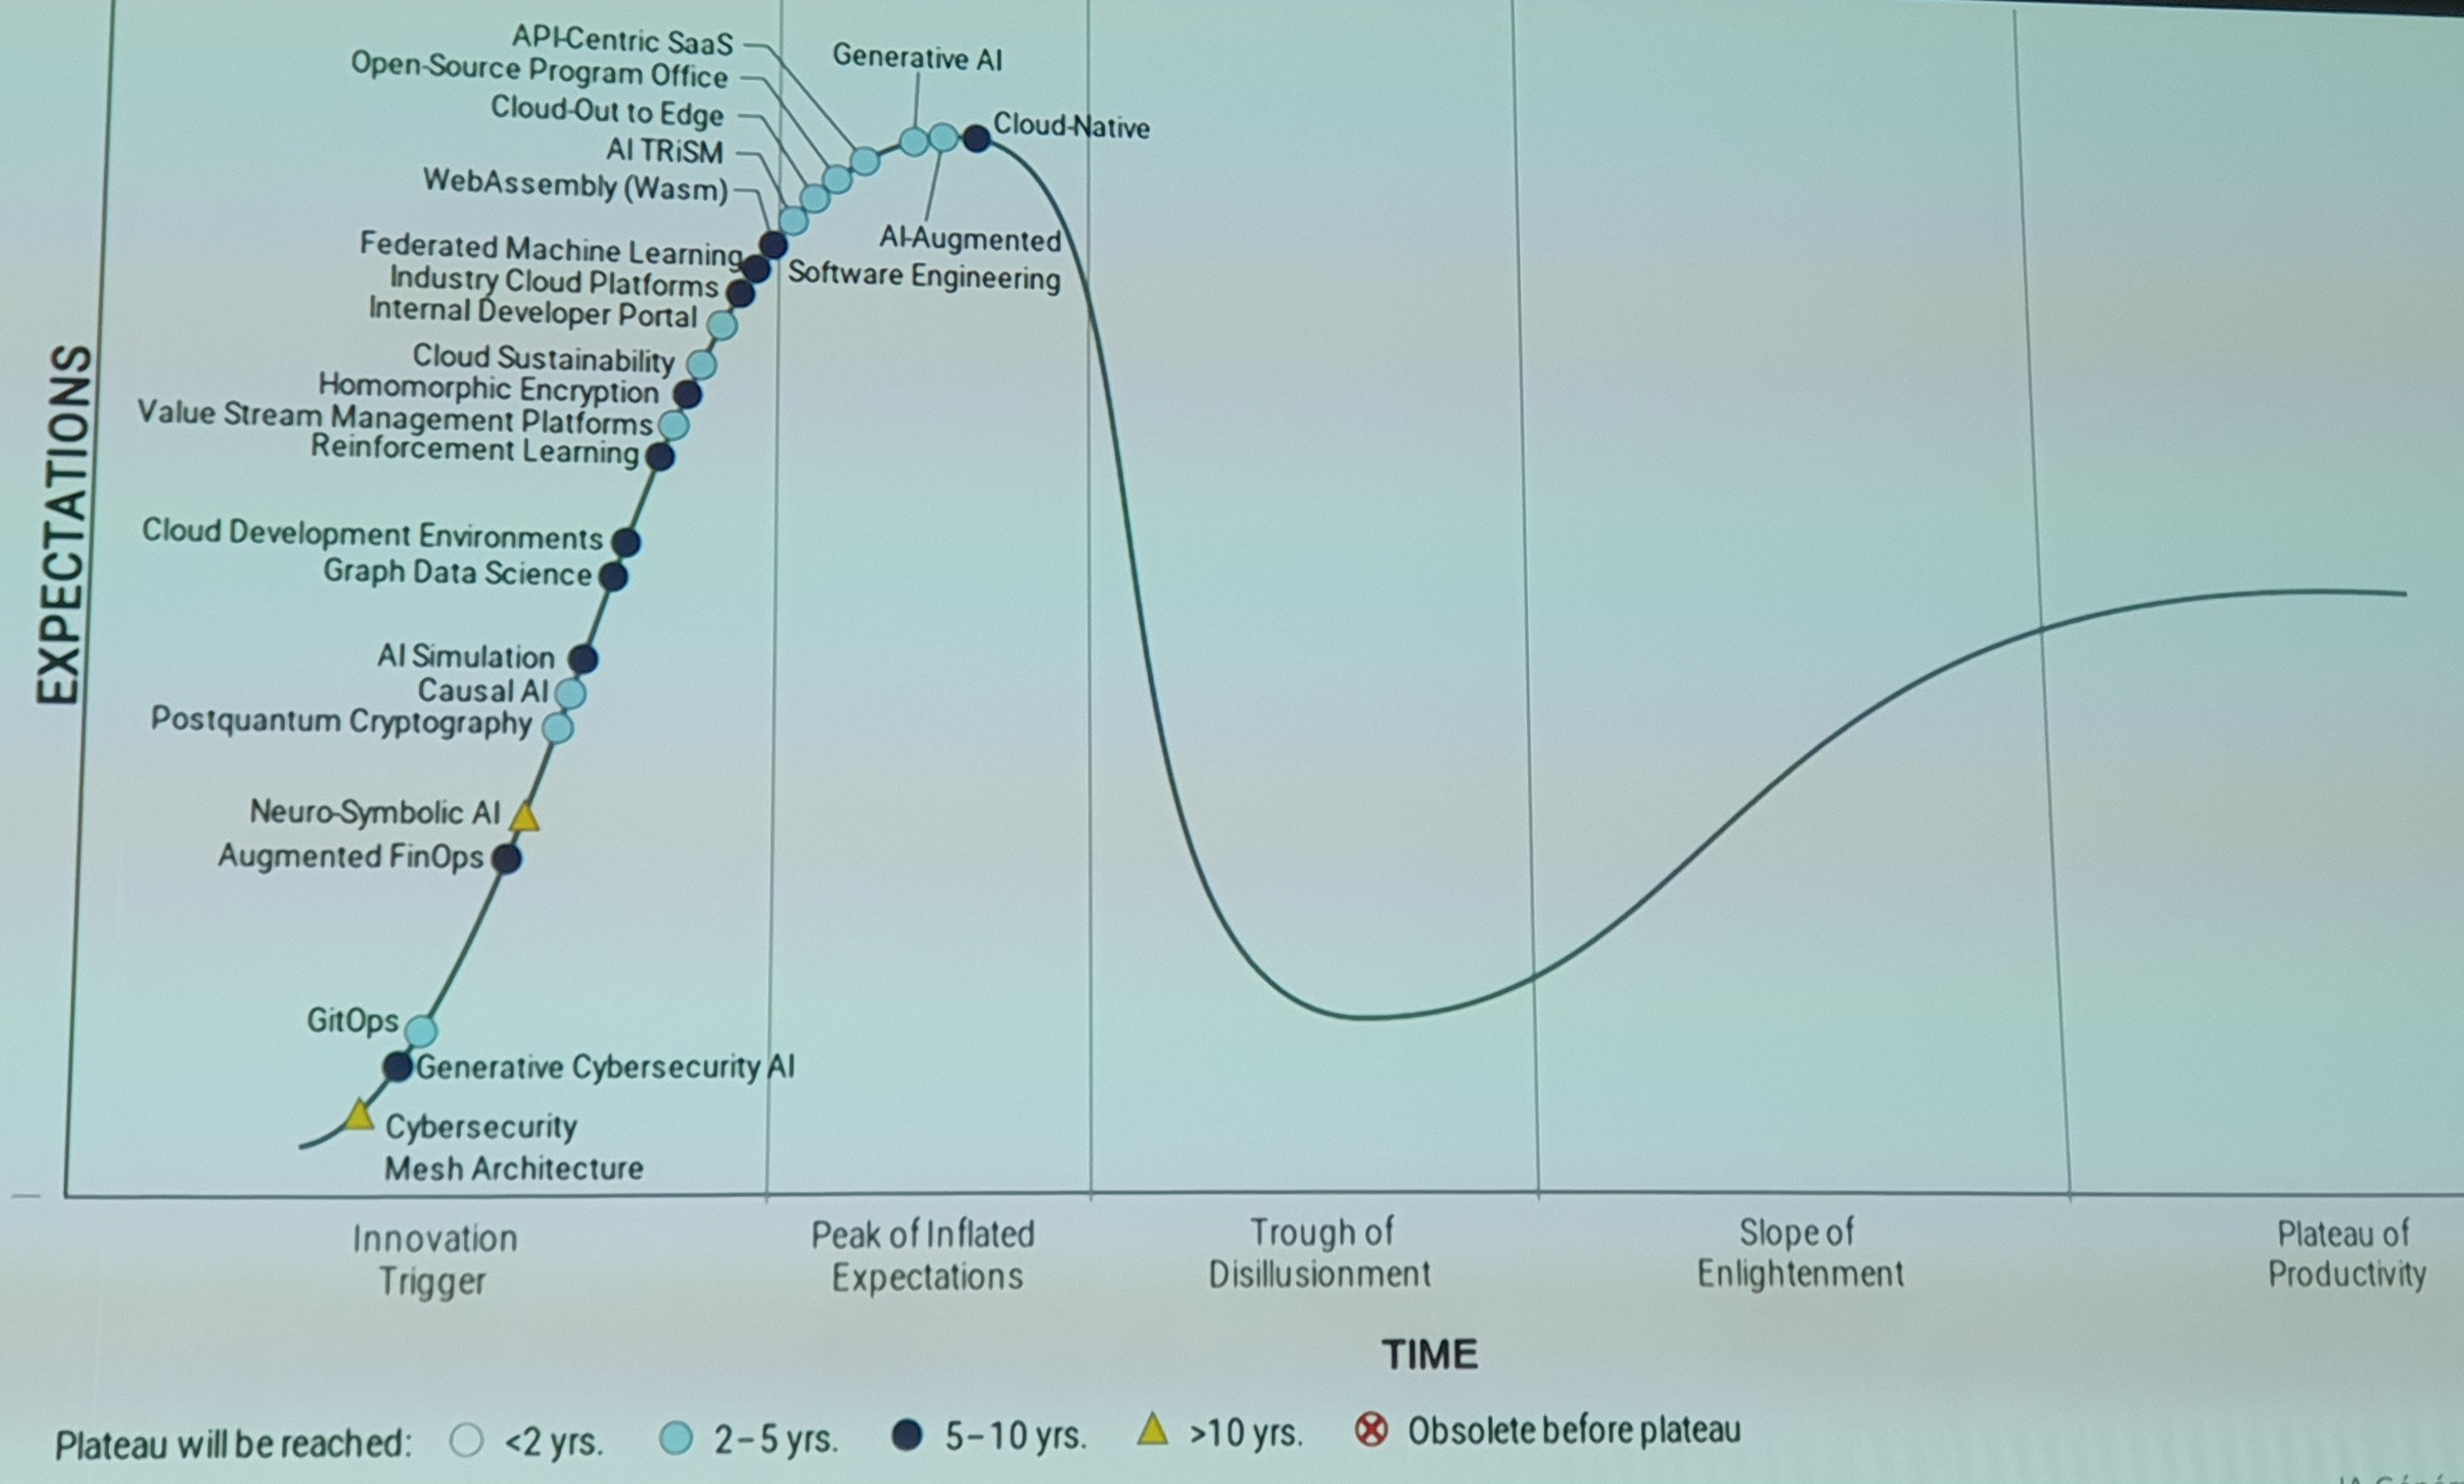 API-Centric SaaS
Open-Source Program Office
Cloud-Out to Edge
AI TRiSM
WebAssembly (Wasm)
Federated Machine Learning
Industry Cloud Platforms
Internal Developer Portal
Cloud Sustainability
Homomorphic Encryption
Value Stream Management Platforms
Reinforcement Learning
Cloud Development Environments
Graph Data Science
AI Simulation
Causal AI
Postquantum Cryptography
Neuro-Symbolic AI
Augmented FinOps
GitOps
Generative Cybersecurity AI
Cybersecurity
Mesh Architecture
Generative AI
Cloud-Native
AI-Augmented
Software Engineering
EXPECTATIONS
Innovation
Trigger
Peak of Inflated
Expectations
Trough of
Disillusionment
Slope of
Enlightenment
Plateau of
Productivity
TIME
Plateau will be reached: <2 yrs. 2–5 yrs. 5–10 yrs. >10 yrs. Obsolete before plateau